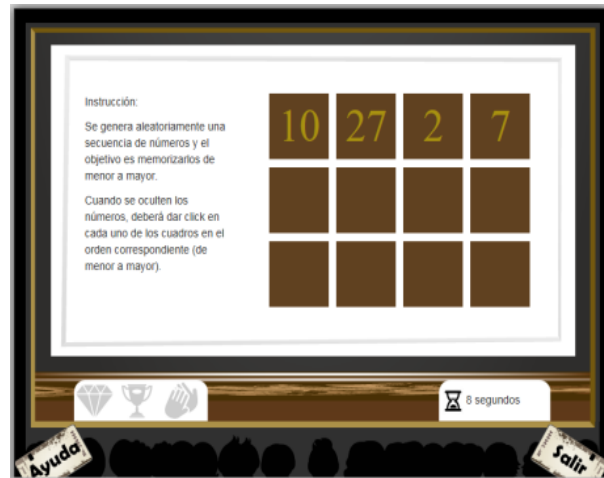 Instrucción:
Se genera aleatoriamente una
secuencia de números y el
objetivo es memorizarlos de
menor a mayor.
Cuando se oculten los
números, deberá dar click en
cada uno de los cuadros en el
orden correspondiente (de
menor a mayor).
10 27 2 7
8 segundos
Ayuda
Salir